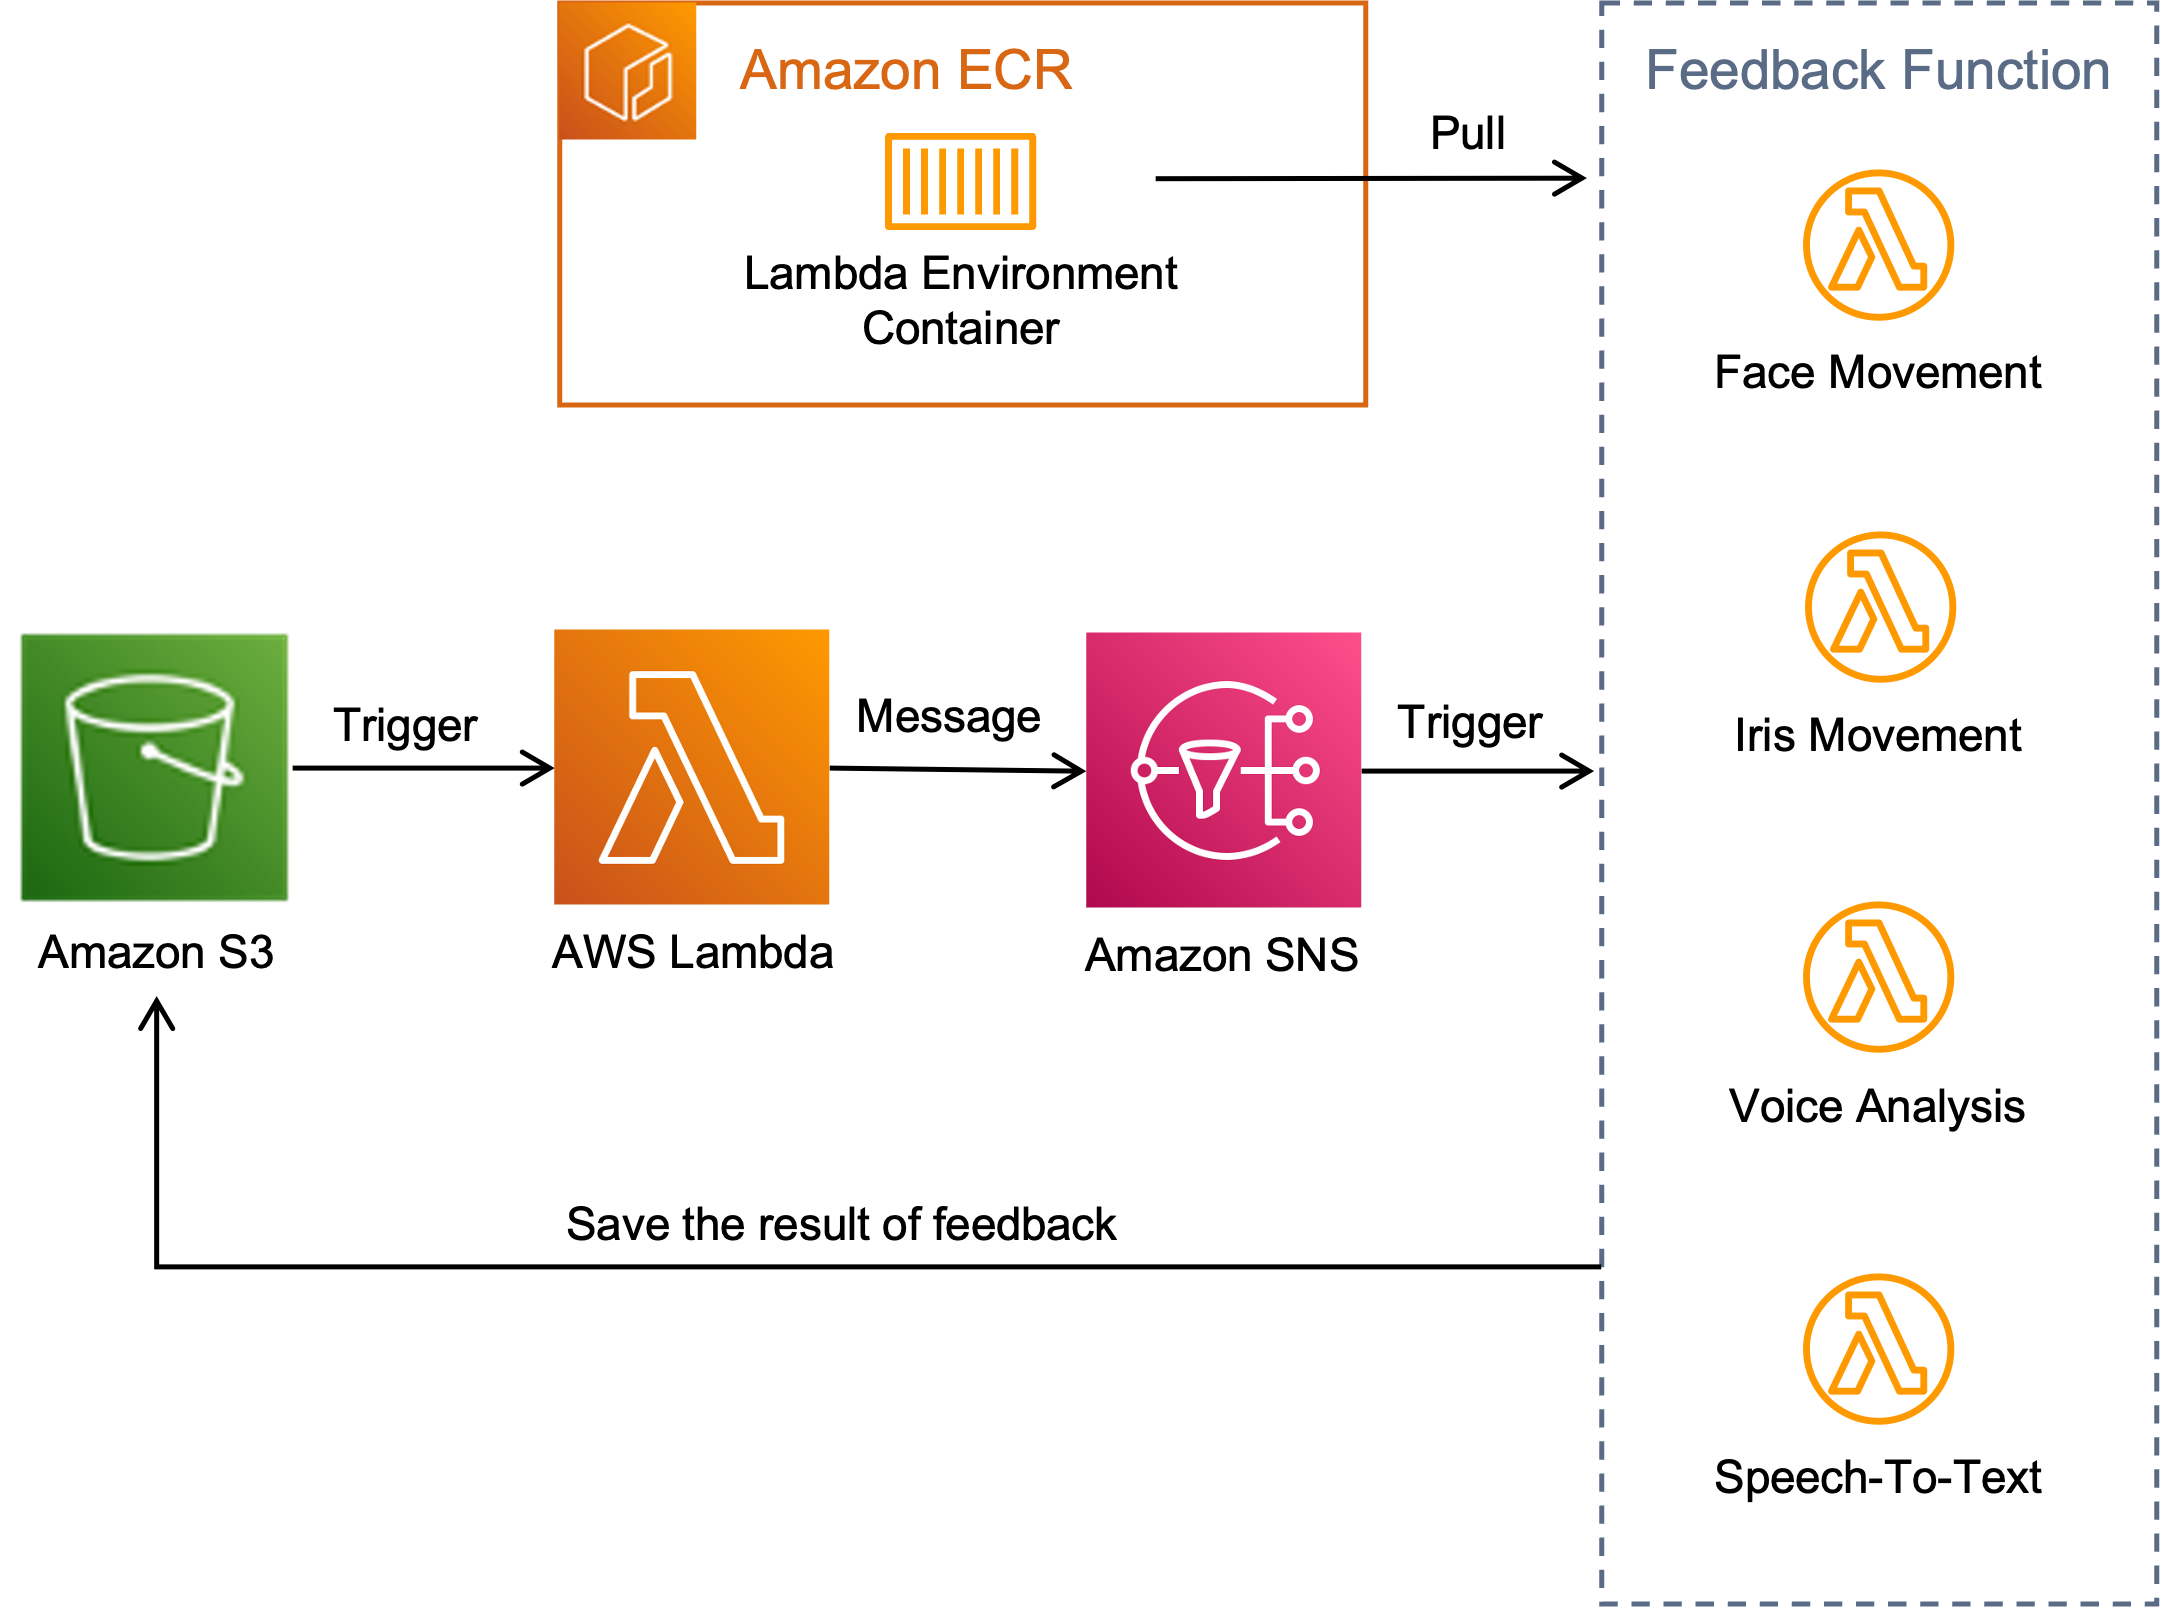 Amazon ECR
Feedback Function
Pull
Lambda Environment
Container
Face Movement
Trigger
Message
Trigger
Iris Movement
Amazon S3
AWS Lambda
Amazon SNS
Voice Analysis
Save the result of feedback
Speech-To-Text